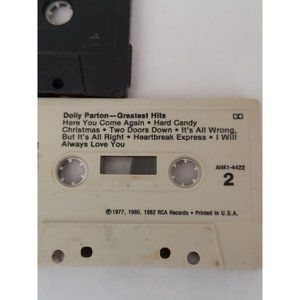 Dolly Parton—Greatest Hits
Here You Come Again • Hard Candy
Christmas • Two Doors Down • It's All Wrong,
But It's All Right • Heartbreak Express • I Will
Always Love You
AHK1-4422
2
℗1977, 1980, 1982 RCA Records • Printed in U.S.A.